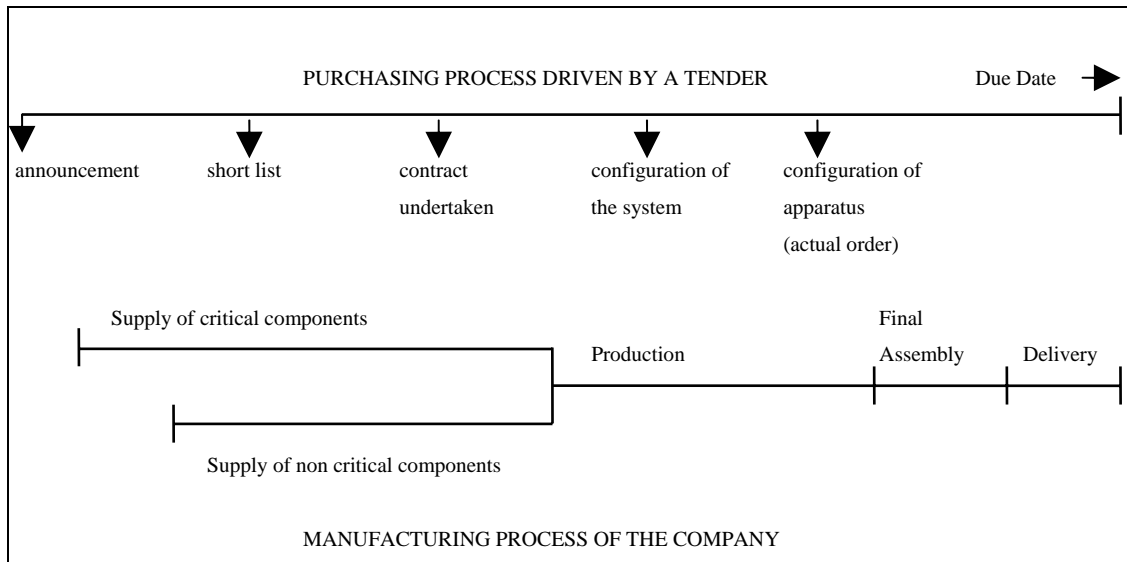 PURCHASING PROCESS DRIVEN BY A TENDER
Due Date
announcement
short list
contract
undertaken
configuration of
the system
configuration of
apparatus
(actual order)
Supply of critical components
Production
Final
Assembly
Delivery
Supply of non critical components
MANUFACTURING PROCESS OF THE COMPANY